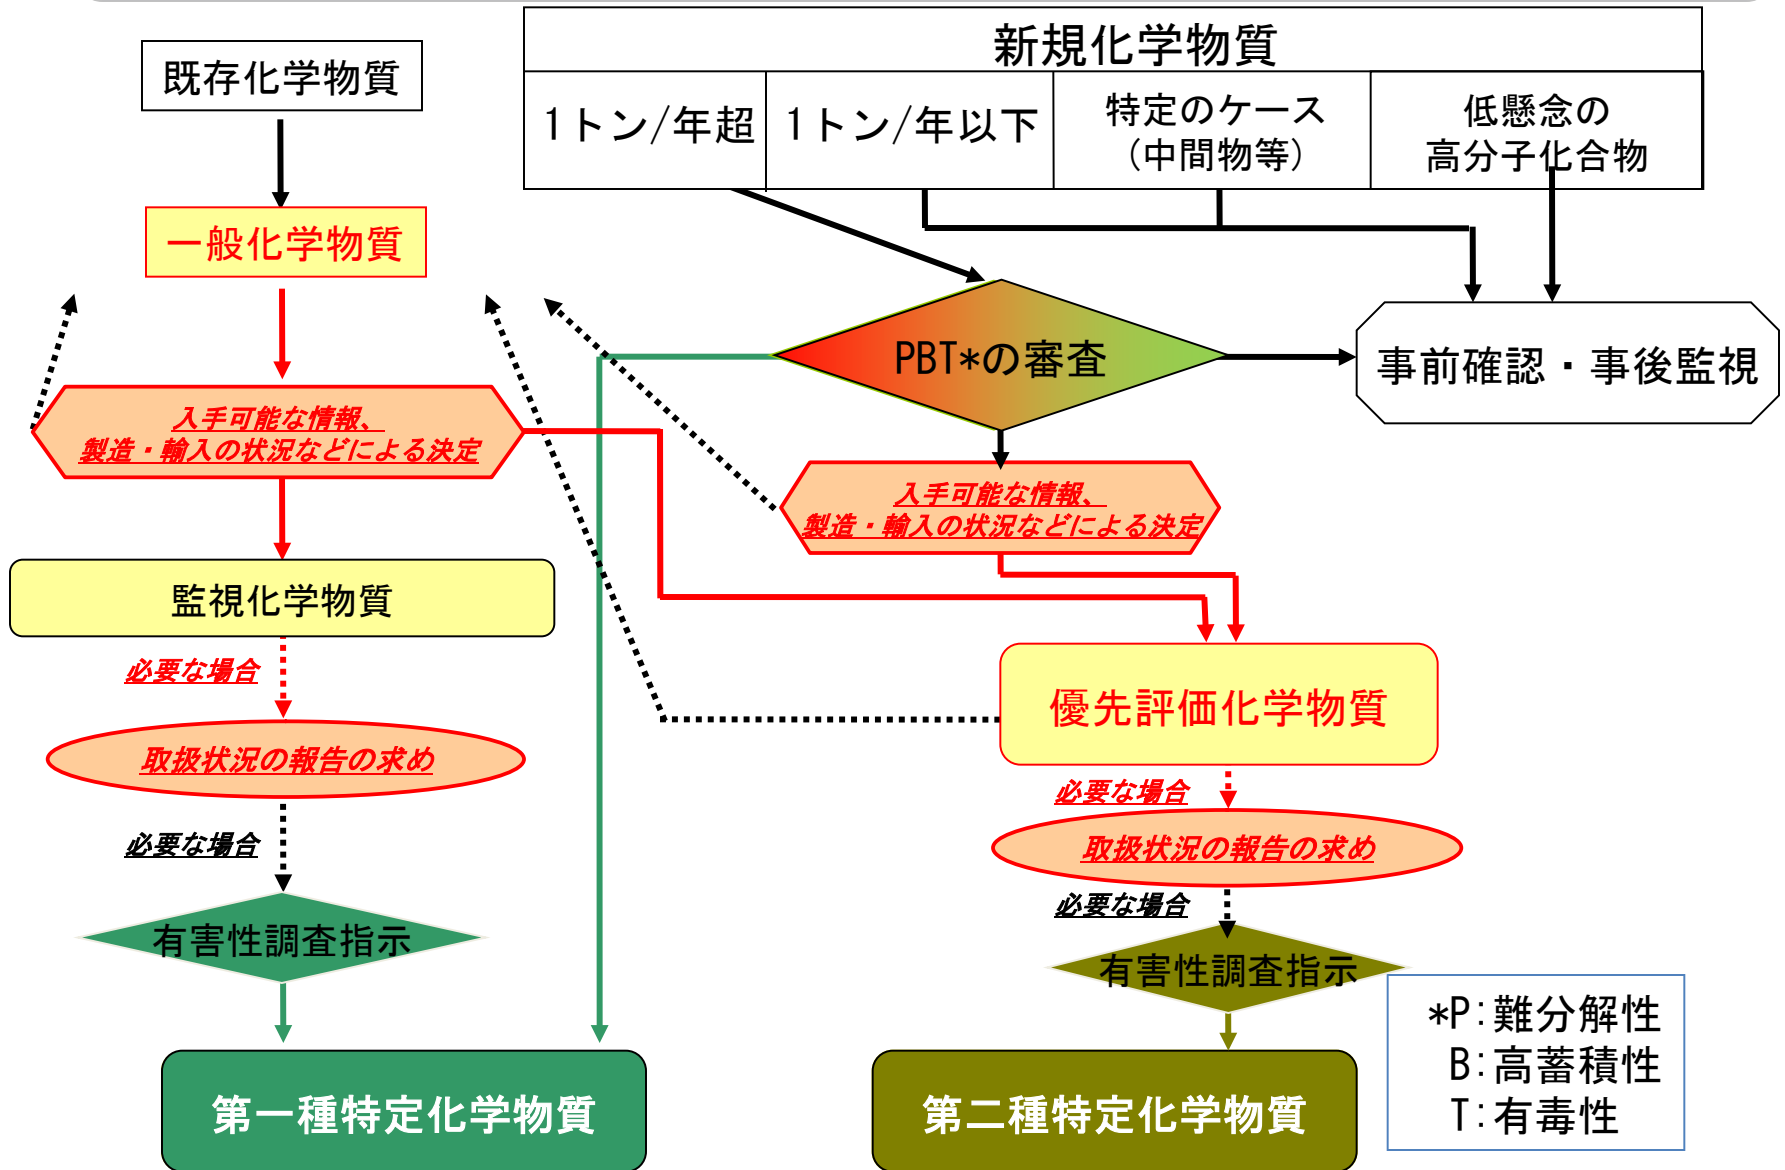 既存化学物質
新規化学物質
1トン/年超
1トン/年以下
特定のケース
(中間物等)
低懸念の
高分子化合物
一般化学物質
PBT*の審査
事前確認・事後監視
入手可能な情報、
製造・輸入の状況などによる決定
入手可能な情報、
製造・輸入の状況などによる決定
監視化学物質
必要な場合
優先評価化学物質
取扱状況の報告の求め
必要な場合
必要な場合
取扱状況の報告の求め
必要な場合
有害性調査指示
有害性調査指示
*P:難分解性
B:高蓄積性
T:有毒性
第一種特定化学物質
第二種特定化学物質